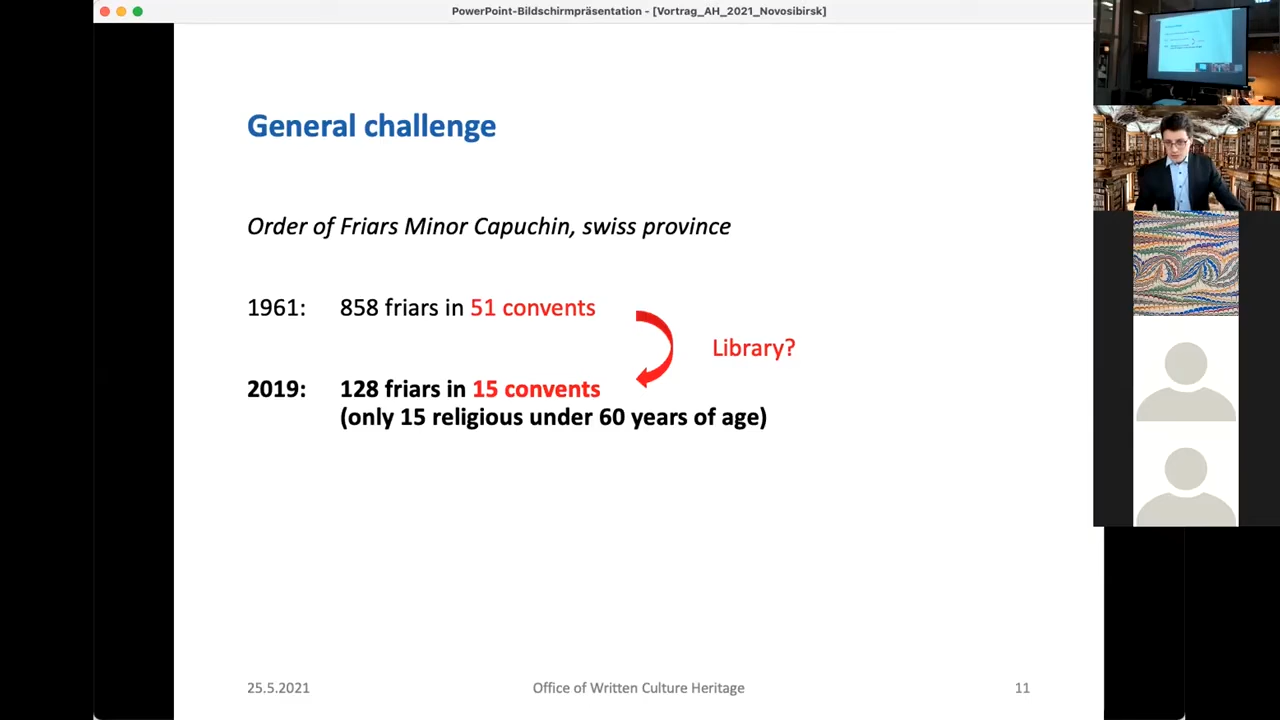 PowerPoint-Bildschirmpräsentation - [Vortrag_AH_2021_Novosibirsk]
General challenge
Order of Friars Minor Capuchin, swiss province
1961: 858 friars in 51 convents
Library?
2019: 128 friars in 15 convents
(only 15 religious under 60 years of age)
25.5.2021 Office of Written Culture Heritage 11